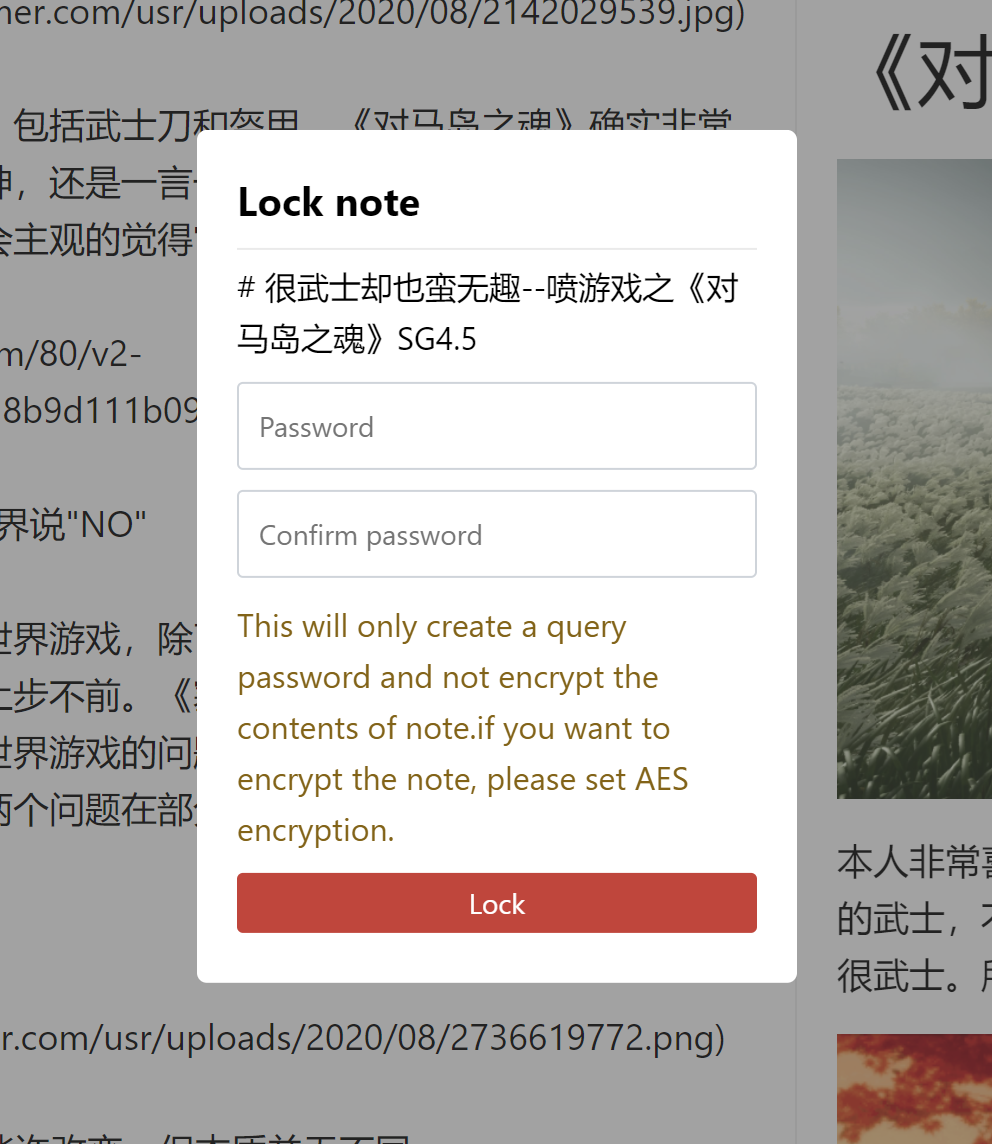 ner.com/usr/uploads/2020/08/2142029539.jpg)
《对
包括武士刀和盔甲，《对马岛之魂》确实非常
，还是一言
会主观的觉得
Lock note
# 很武士却也蛮无趣--喷游戏之《对
马岛之魂》SG4.5
m/80/v2-
8b9d111b09
Password
界说"NO"
Confirm password
世界游戏，除
This will only create a query
password and not encrypt the
contents of note.if you want to
encrypt the note, please set AES
encryption.
止步不前。《
世界游戏的问
两个问题在部
本人非常喜
Lock
的武士，不
很武士。
r.com/usr/uploads/2020/08/2736619772.png)